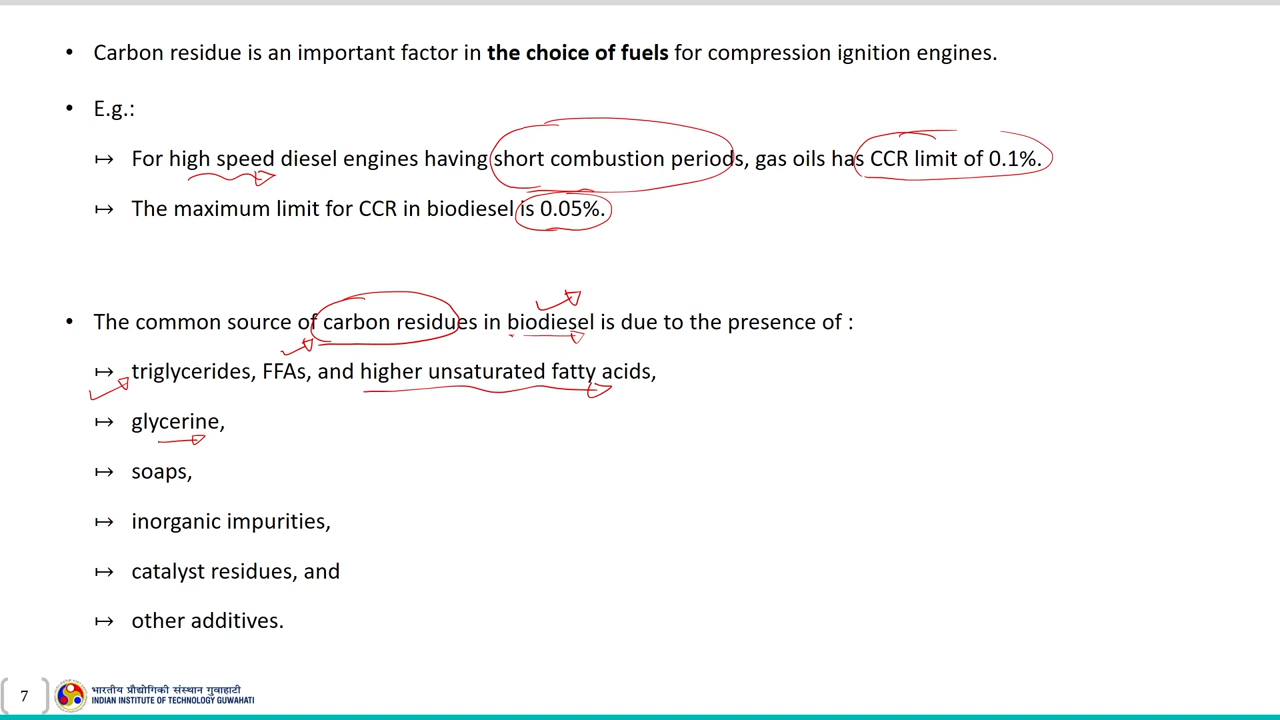 • Carbon residue is an important factor in the choice of fuels for compression ignition engines.
• E.g.:
↦ For high speed diesel engines having short combustion periods, gas oils has CCR limit of 0.1%.
↦ The maximum limit for CCR in biodiesel is 0.05%.
• The common source of carbon residues in biodiesel is due to the presence of :
↦ triglycerides, FFAs, and higher unsaturated fatty acids,
↦ glycerine,
↦ soaps,
↦ inorganic impurities,
↦ catalyst residues, and
↦ other additives.
7
भारतीय प्रौद्योगिकी संस्थान गुवाहाटी
INDIAN INSTITUTE OF TECHNOLOGY GUWAHATI